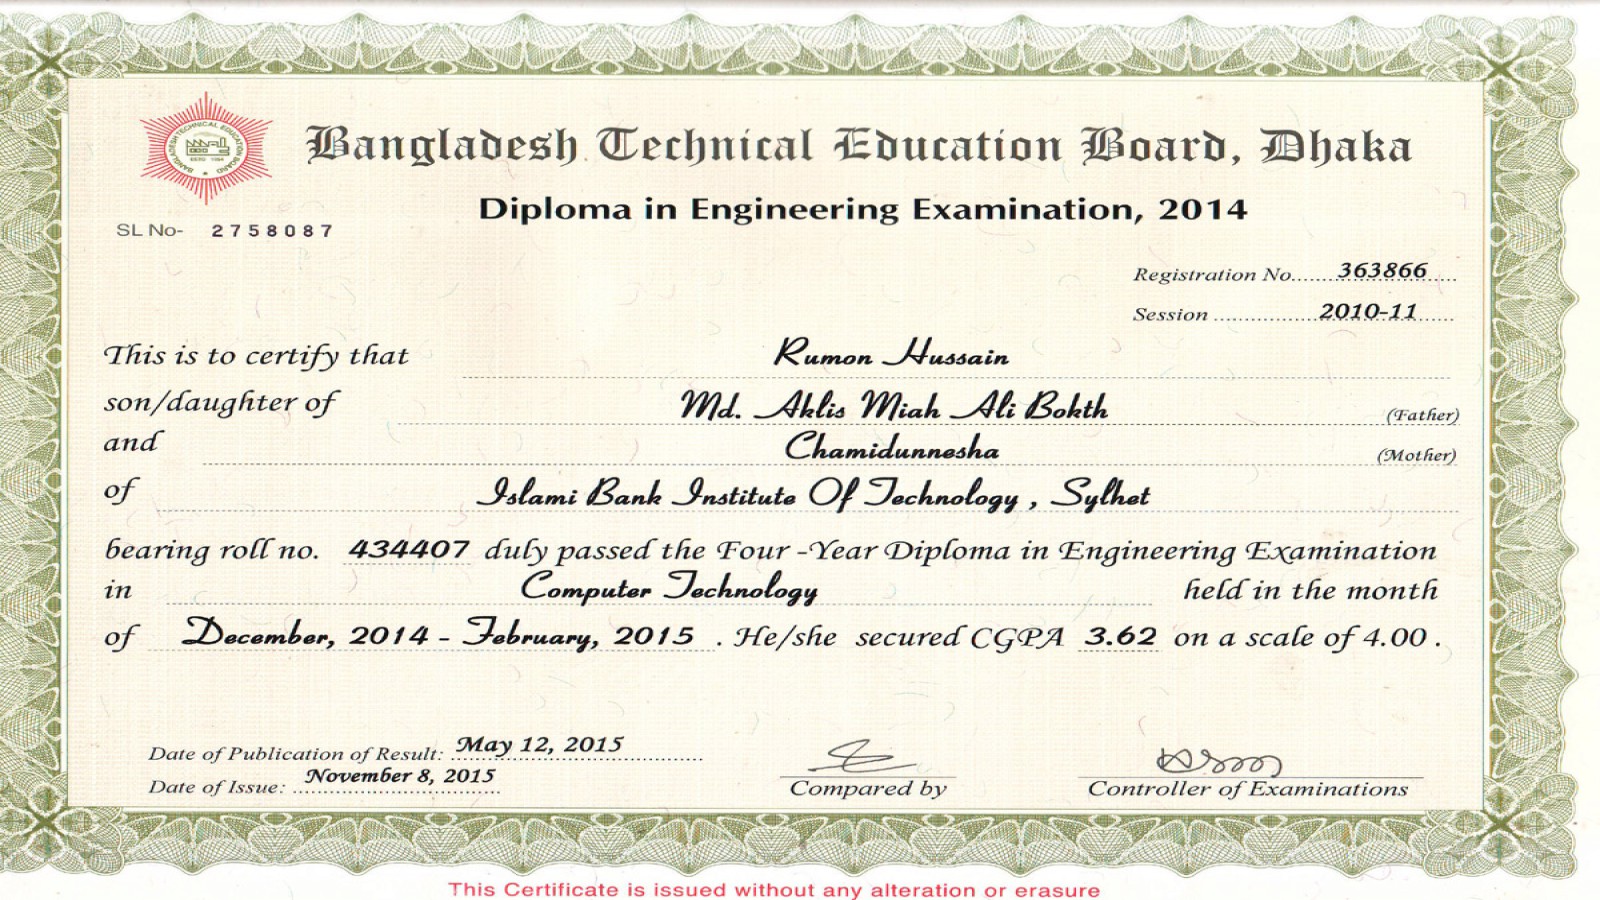 Bangladesh Technical Education Board, Dhaka
BANGLADESH TECHNICAL EDUCATION BOARD
Diploma in Engineering Examination, 2014
SL No- 2758087
Registration No. 363866
Session 2010-11
This is to certify that Rumon Hussain
son/daughter of Md. Aklis Miah Ali Bokth (Father)
and Chamidunnesha (Mother)
of Islami Bank Institute Of Technology , Sylhet
bearing roll no. 434407 duly passed the Four -Year Diploma in Engineering Examination
in Computer Technology held in the month
of December, 2014 - February, 2015 . He/she secured CGPA 3.62 on a scale of 4.00 .
Date of Publication of Result: May 12, 2015
Date of Issue: November 8, 2015
Compared by
Controller of Examinations
This Certificate is issued without any alteration or erasure